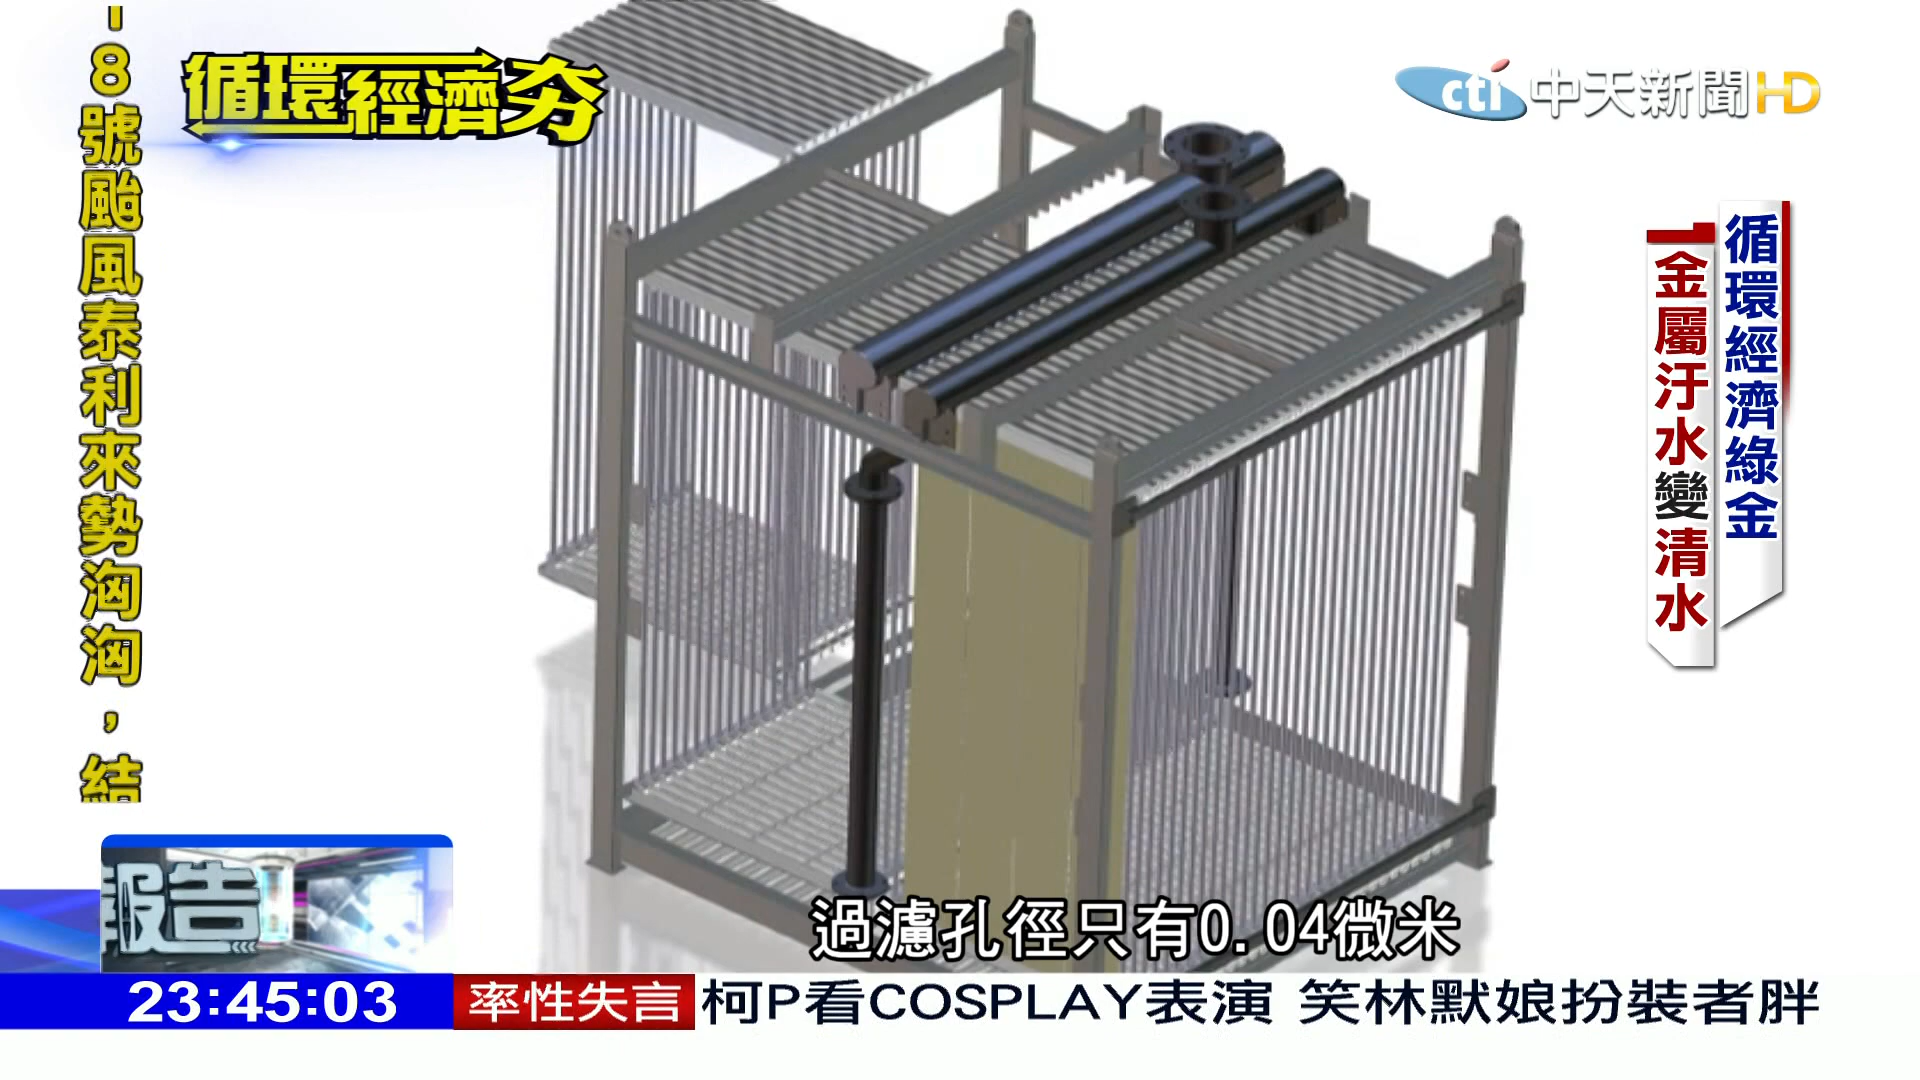 循環經濟夯
cti 中天新聞HD
循環經濟綠金
金屬汙水變清水
8號颱風泰利來勢洶洶，結
報告
過濾孔徑只有0.04微米
23:45:03
率性失言
柯P看COSPLAY表演 笑林默娘扮裝者胖